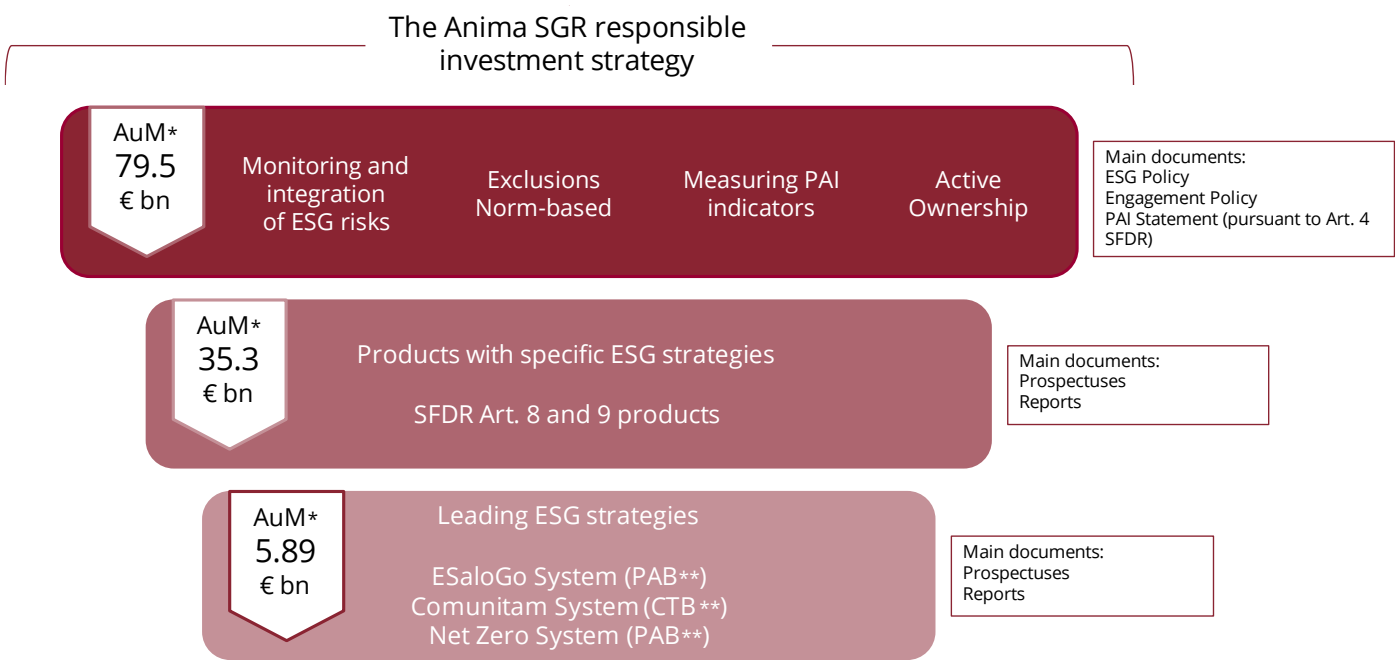 The Anima SGR responsible
investment strategy
AuM*
79.5
€ bn
Monitoring and
integration
of ESG risks
Exclusions
Norm-based
Measuring PAI
indicators
Active
Ownership
Main documents:
ESG Policy
Engagement Policy
PAI Statement (pursuant to Art. 4
SFDR)
AuM*
35.3
€ bn
Products with specific ESG strategies
SFDR Art. 8 and 9 products
Main documents:
Prospectuses
Reports
AuM*
5.89
€ bn
Leading ESG strategies
ESaloGo System (PAB**)
Comunitam System (CTB**)
Net Zero System (PAB**)
Main documents:
Prospectuses
Reports